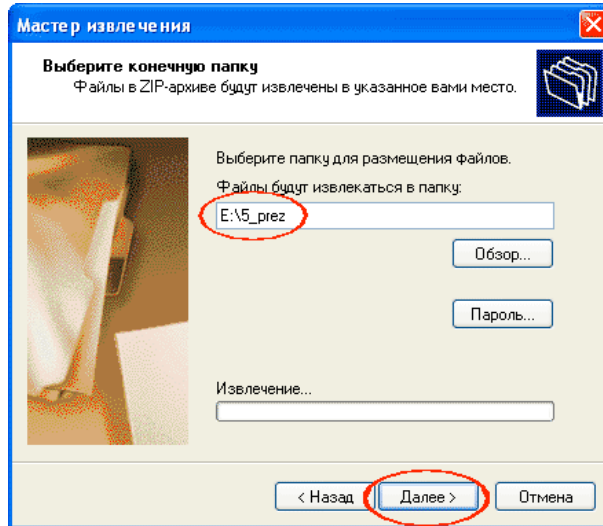 Мастер извлечения
Выберите конечную папку
Файлы в ZIP-архиве будут извлечены в указанное вами место.
Выберите папку для размещения файлов.
Файлы будут извлекаться в папку:
E:\5_prez
Обзор...
Пароль...
Извлечение...
< Назад
Далее >
Отмена